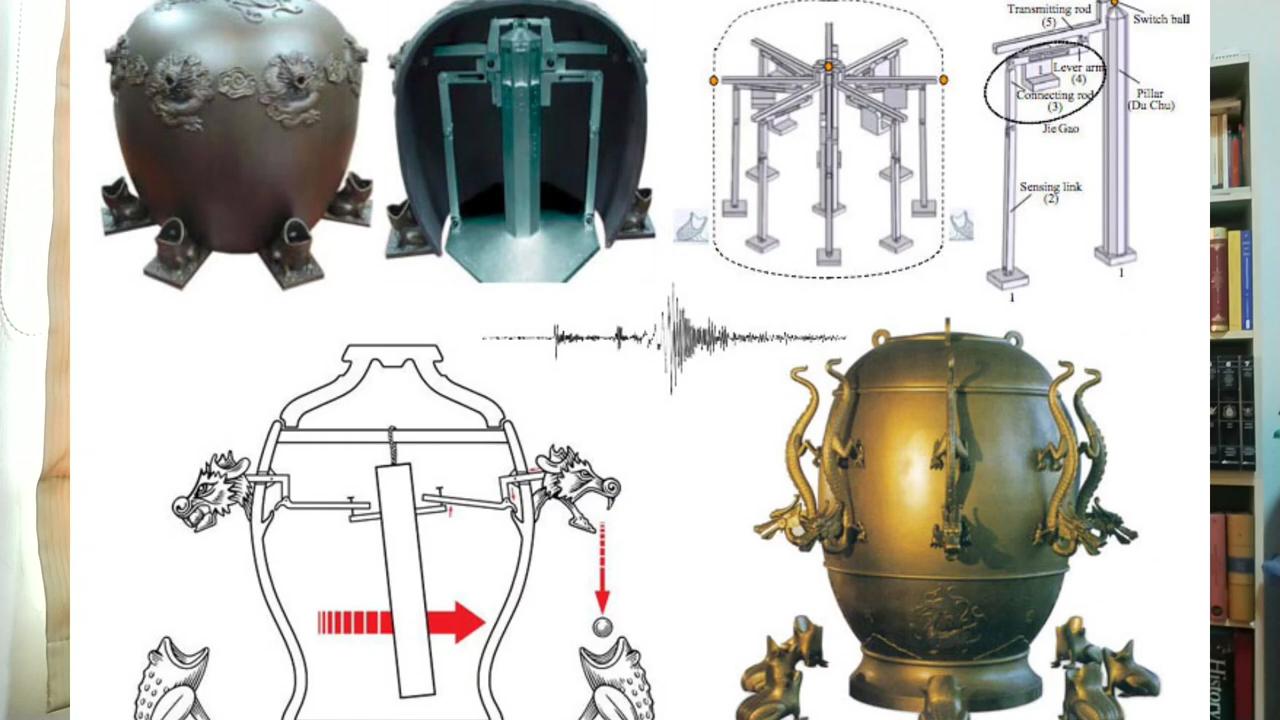 Transmitting rod
(5)
Switch ball
Lever arm
(4)
Connecting rod
(3)
Jie Gao
Pillar
(Du Chu)
Sensing link
(2)
1
1
History